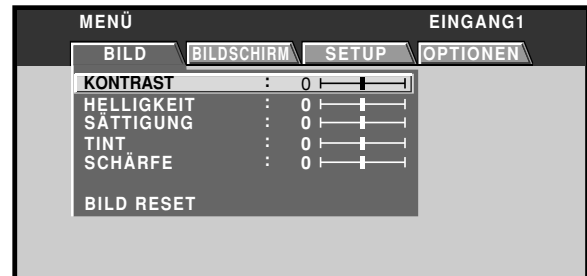 MENÜ EINGANG1
BILD BILDSCHIRM SETUP OPTIONEN
KONTRAST : 0
HELLIGKEIT : 0
SÄTTIGUNG : 0
TINT : 0
SCHÄRFE : 0
BILD RESET